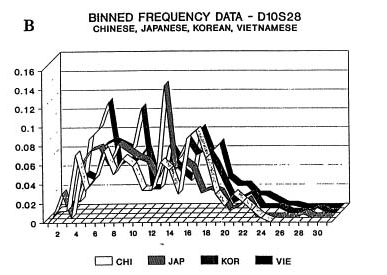 B
BINNED FREQUENCY DATA - D10S28
CHINESE, JAPANESE, KOREAN, VIETNAMESE
0.16
0.14
0.12
0.1
0.08
0.06
0.04
0.02
0
2 4 6 8 10 12 14 16 18 20 22 24 26 28 30
CHI JAP KOR VIE